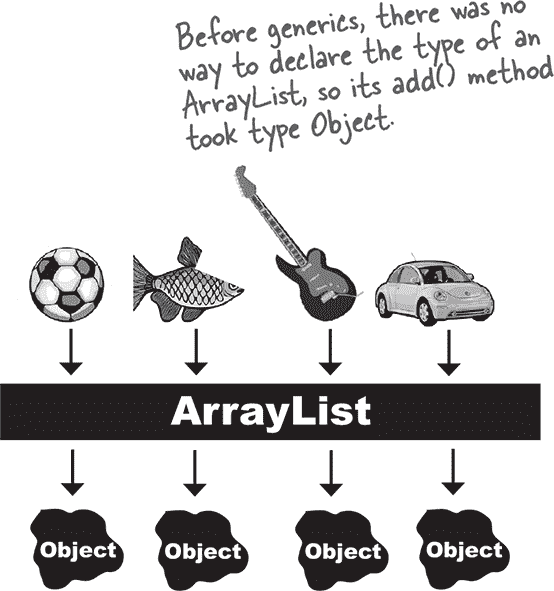 Before generics, there was no
way to declare the type of an
ArrayList, so its add() method
took type Object.
ArrayList
Object
Object
Object
Object